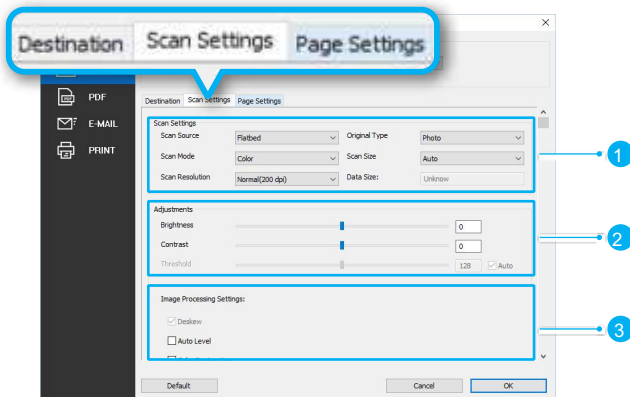 Destination Scan Settings Page Settings
PDF
E-MAIL
PRINT
Destination Scan Settings Page Settings
Scan Settings
Scan Source Flatbed Original Type Photo
Scan Mode Color Scan Size Auto
Scan Resolution Normal(200 dpi) Data Size: Unknow
1
Adjustments
Brightness 0
Contrast 0
Threshold 128 Auto
2
Image Processing Settings:
Deskew
Auto Level
3
Default Cancel OK